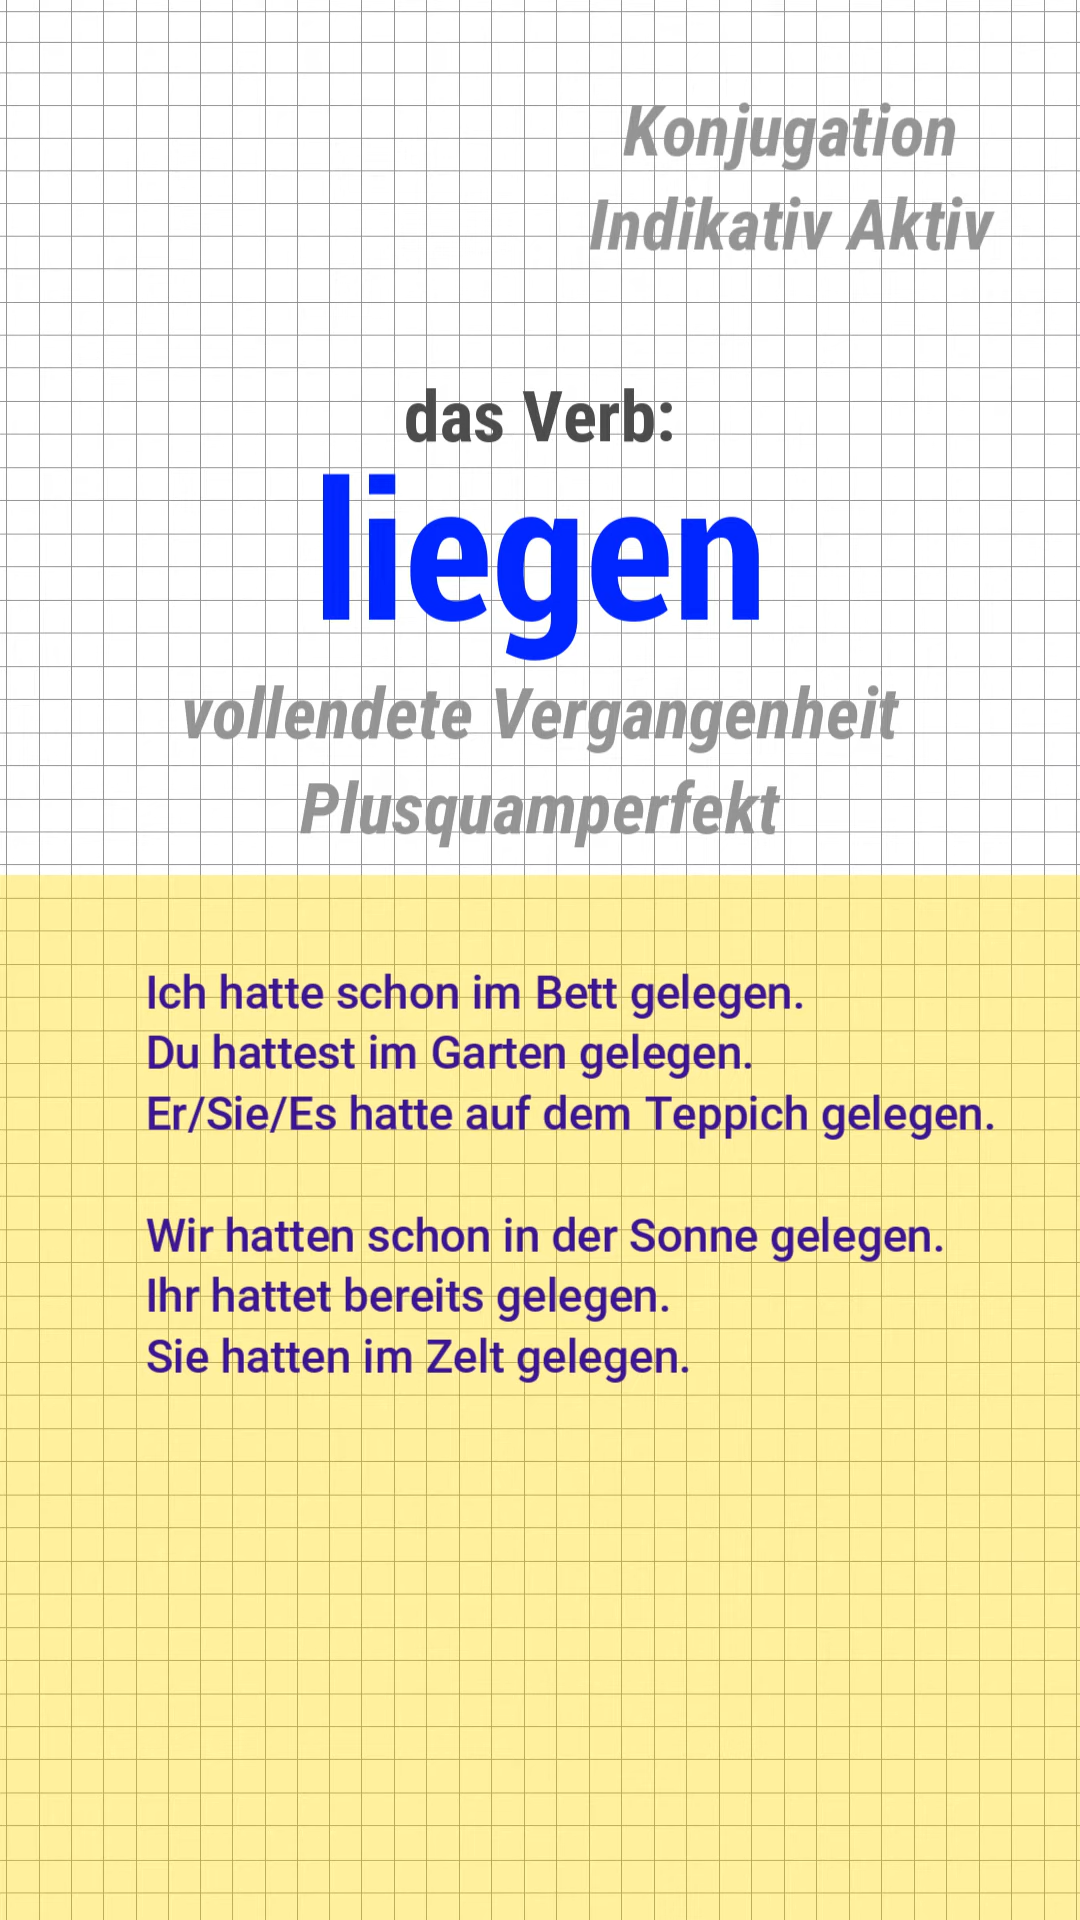 Konjugation
Indikativ Aktiv
das Verb:
liegen
vollendete Vergangenheit
Plusquamperfekt
Ich hatte schon im Bett gelegen.
Du hattest im Garten gelegen.
Er/Sie/Es hatte auf dem Teppich gelegen.
Wir hatten schon in der Sonne gelegen.
Ihr hattet bereits gelegen.
Sie hatten im Zelt gelegen.